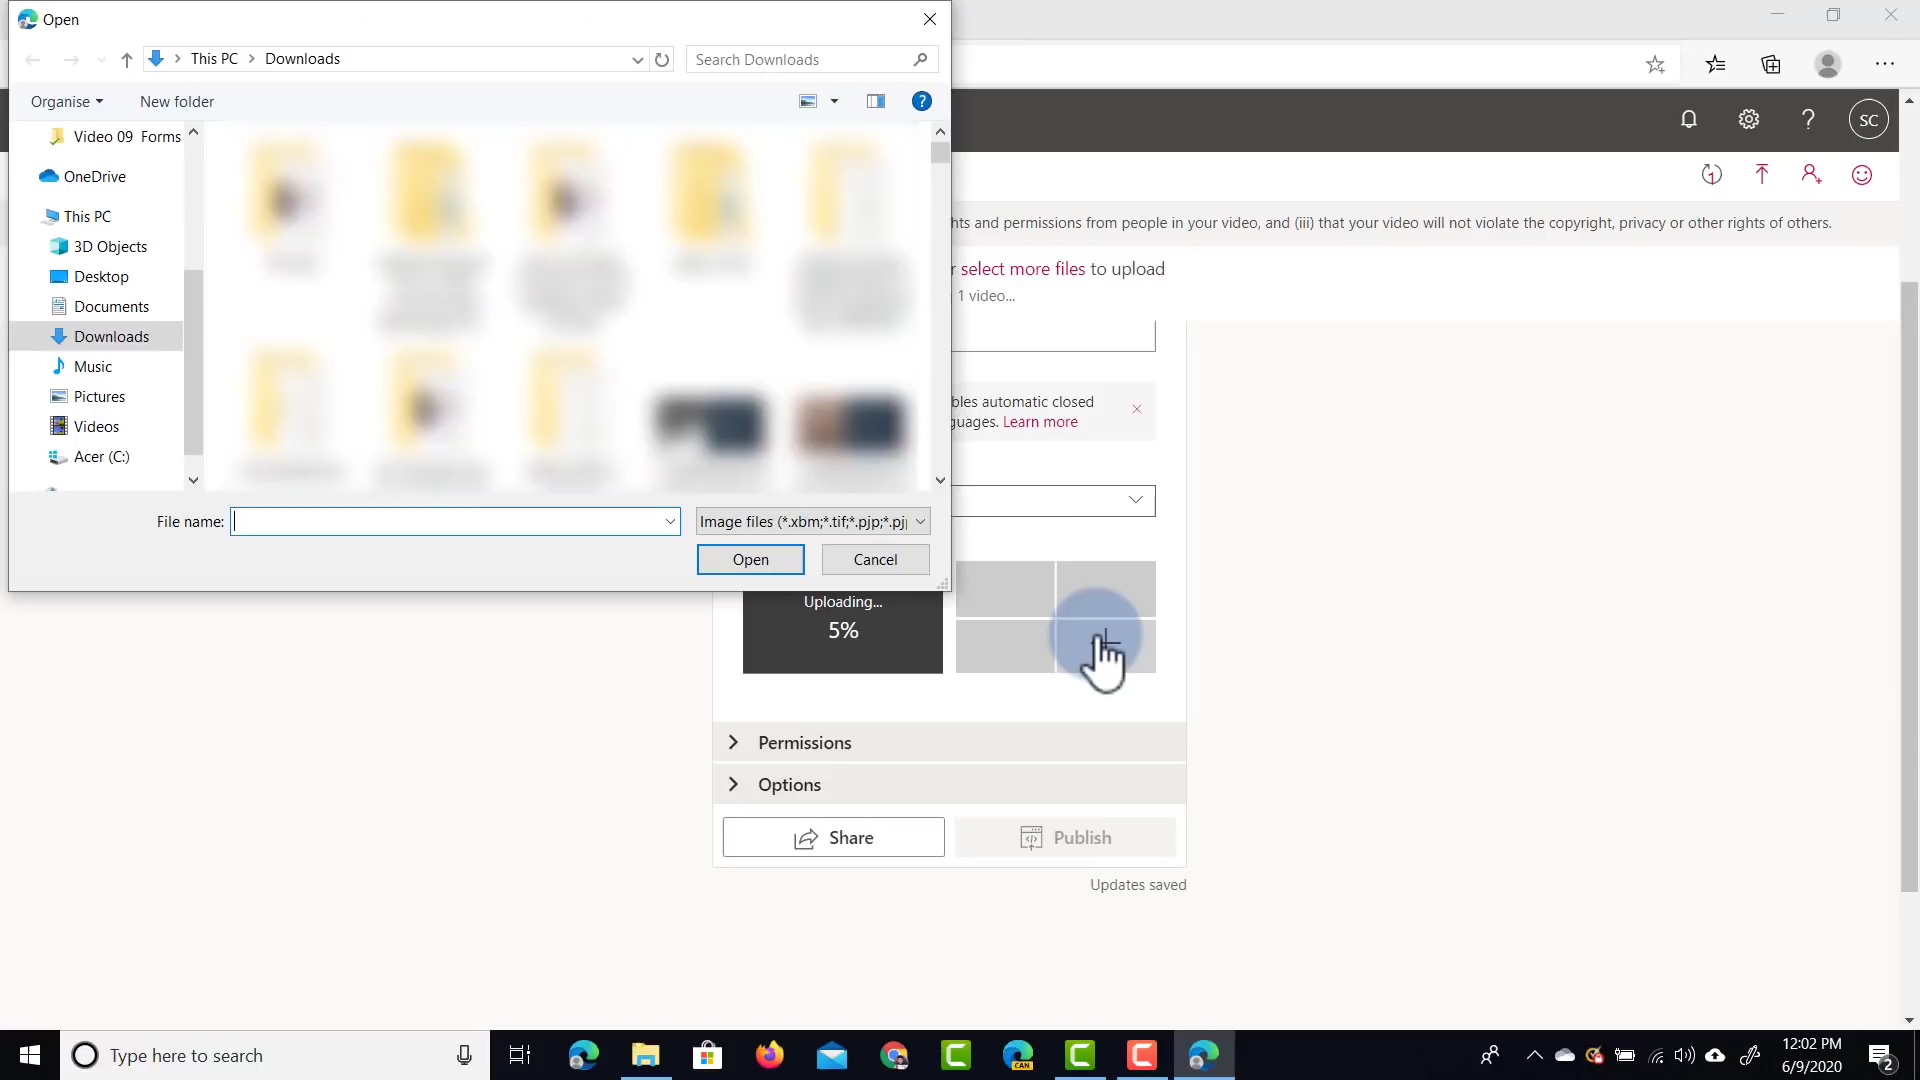 Open
This PC
Downloads
Search Downloads
Organise
New folder
Video 09 Forms
OneDrive
This PC
3D Objects
Desktop
Documents
Downloads
Music
Pictures
Videos
Acer (C:)
File name:
Image files (*.xbm;*.tif;*.pjp;*.pj
Open
Cancel
SC
hts and permissions from people in your video, and (iii) that your video will not violate the copyright, privacy or other rights of others.
r select more files to upload
1 video...
bles automatic closed
guages. Learn more
Uploading...
5%
Permissions
Options
Share
Publish
Updates saved
Type here to search
CAN
12:02 PM
6/9/2020
2